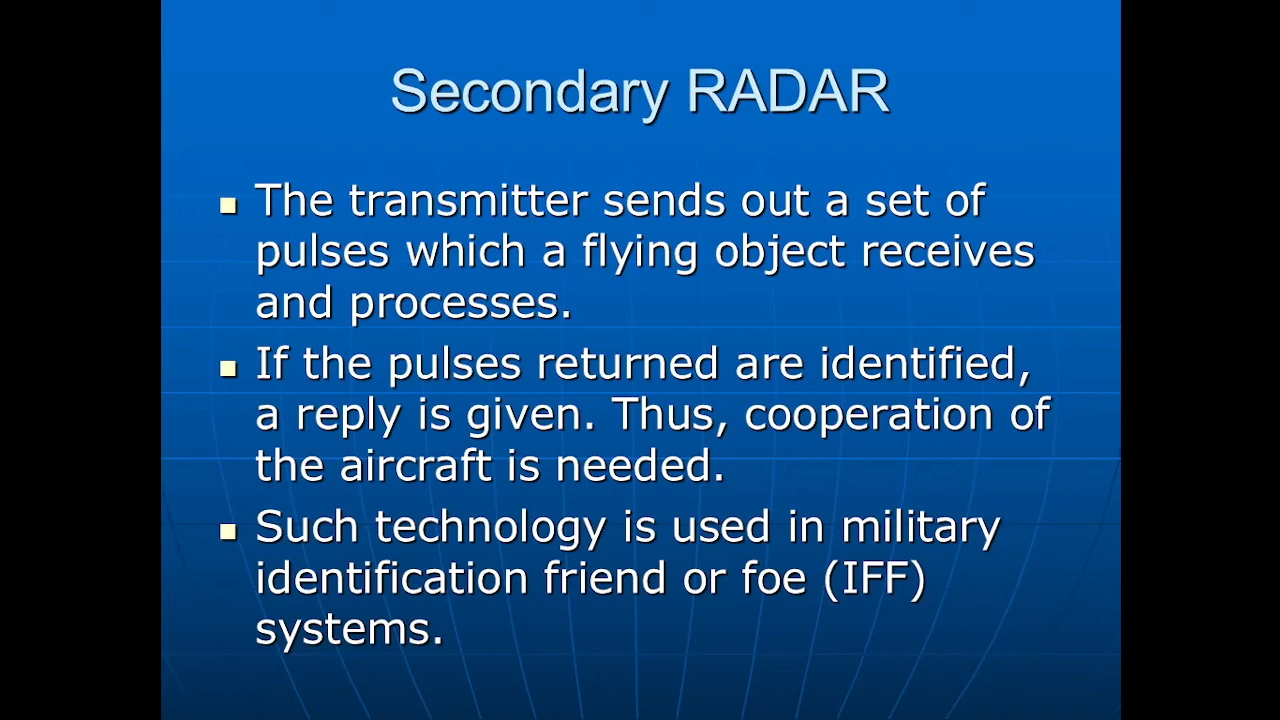 Secondary RADAR
The transmitter sends out a set of
pulses which a flying object receives
and processes.
If the pulses returned are identified,
a reply is given. Thus, cooperation of
the aircraft is needed.
Such technology is used in military
identification friend or foe (IFF)
systems.